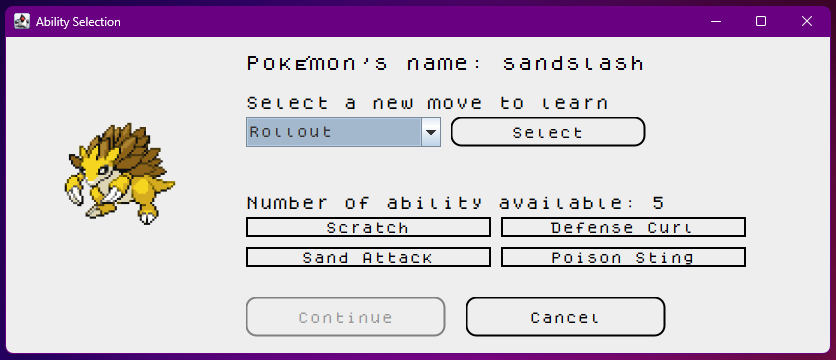 Ability Selection
Pokémon's name: sandslash
Select a new move to learn
Rollout
Select
Number of ability available: 5
Scratch
Defense Curl
Sand Attack
Poison Sting
Continue
Cancel